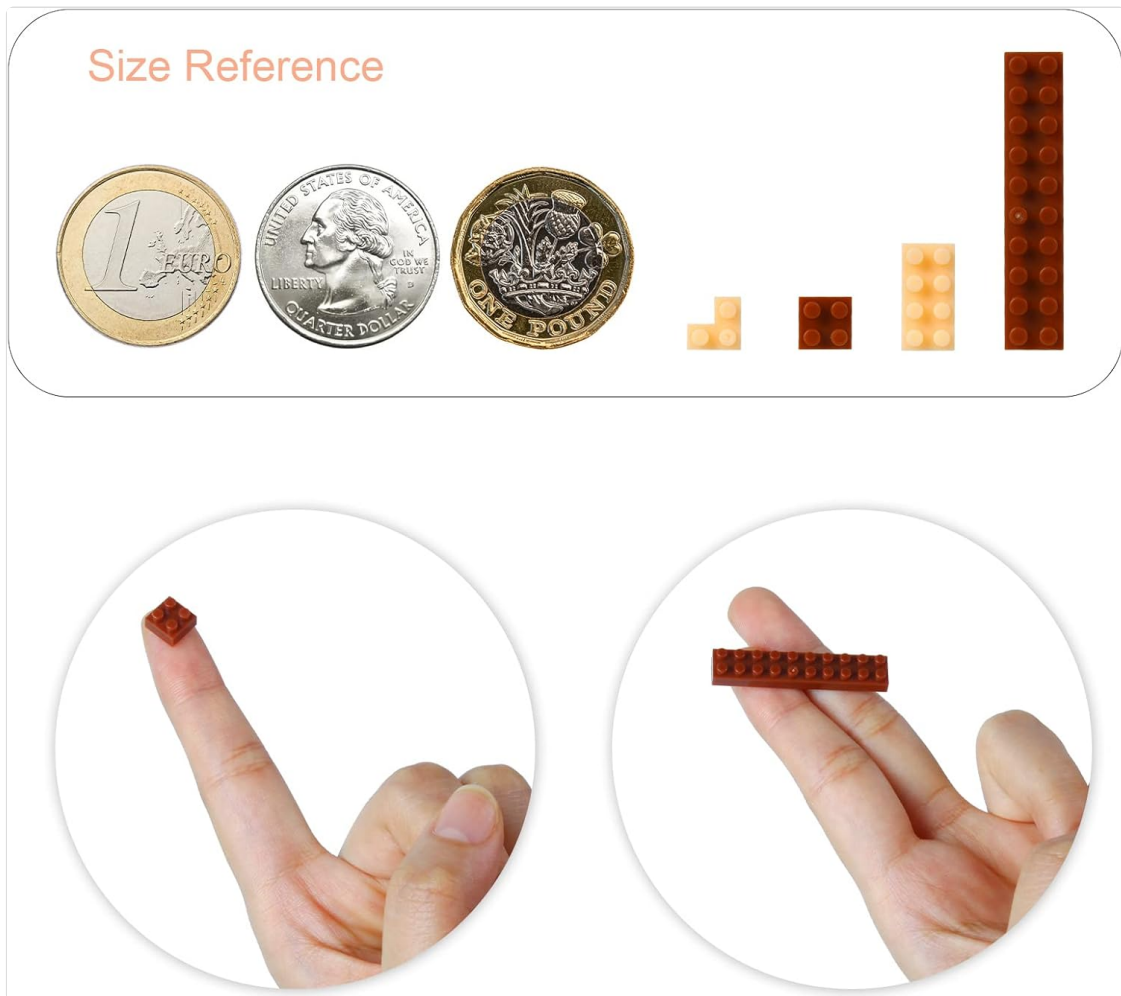 Size Reference
1
EURO
UNITED STATES OF AMERICA
IN
GOD WE
TRUST
LIBERTY
D
QUARTER DOLLAR
ONE POUND